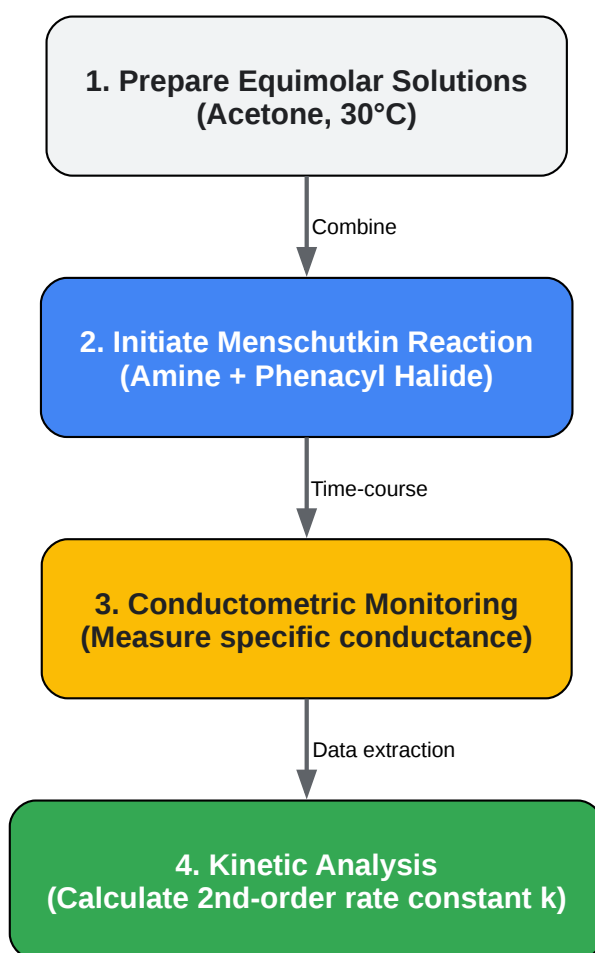 1. Prepare Equimolar Solutions
(Acetone, 30°C)
Combine
2. Initiate Menschutkin Reaction
(Amine + Phenacyl Halide)
Time-course
3. Conductometric Monitoring
(Measure specific conductance)
Data extraction
4. Kinetic Analysis
(Calculate 2nd-order rate constant k)